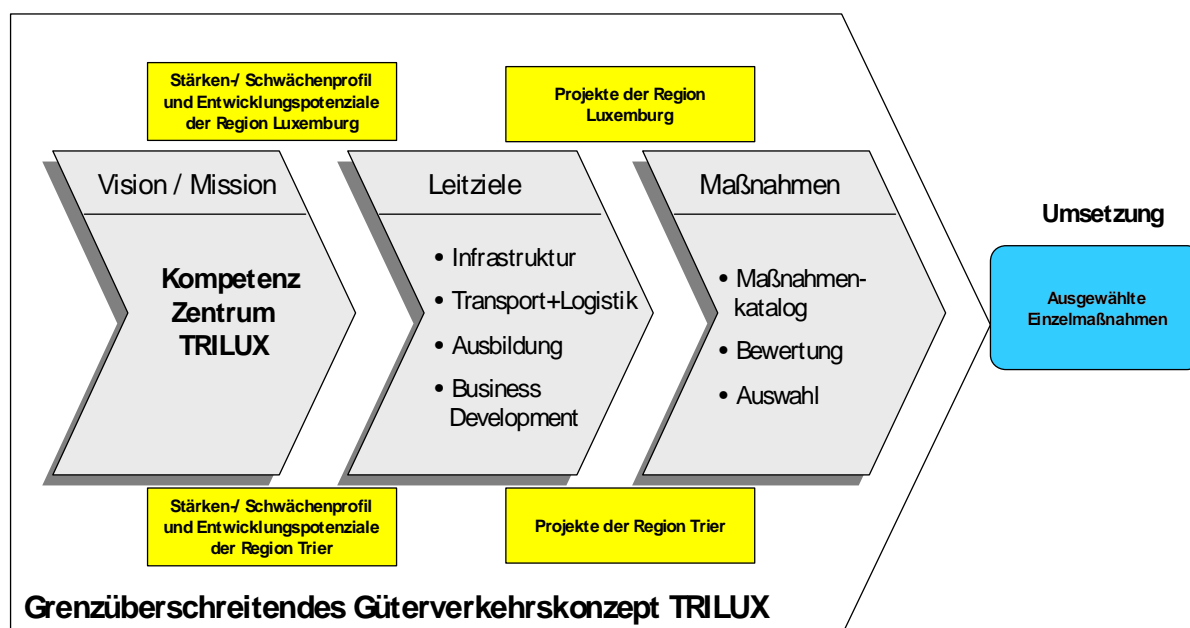 Stärken-/ Schwächenprofil
und Entwicklungspotenziale
der Region Luxemburg
Projekte der Region
Luxemburg
Vision / Mission
Kompetenz
Zentrum
TRILUX
Leitziele
• Infrastruktur
• Transport+Logistik
• Ausbildung
• Business
Development
Maßnahmen
• Maßnahmen-
katalog
• Bewertung
• Auswahl
Umsetzung
Ausgewählte
Einzelmaßnahmen
Stärken-/ Schwächenprofil
und Entwicklungspotenziale
der Region Trier
Projekte der Region Trier
Grenzüberschreitendes Güterverkehrskonzept TRILUX